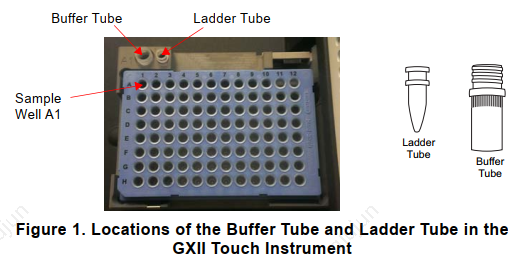 Buffer Tube
Ladder Tube
Sample
Well A1
1 2 3 4 5 6 7 8 9 10 11 12
A
B
C
D
E
F
G
H
Ladder
Tube
Buffer
Tube
Figure 1. Locations of the Buffer Tube and Ladder Tube in the
GXII Touch Instrument